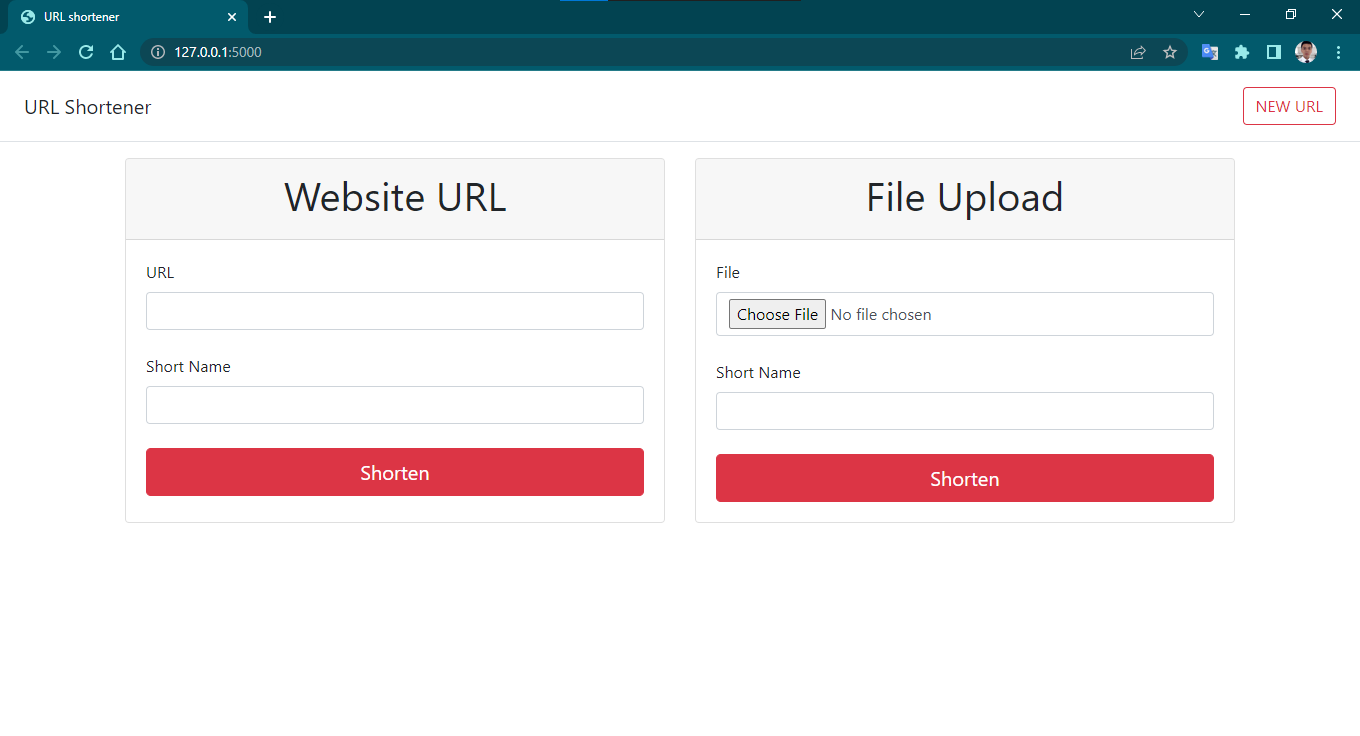 URL shortener
127.0.0.1:5000
URL Shortener
NEW URL
Website URL
URL
Short Name
Shorten
File Upload
File
Choose File No file chosen
Short Name
Shorten